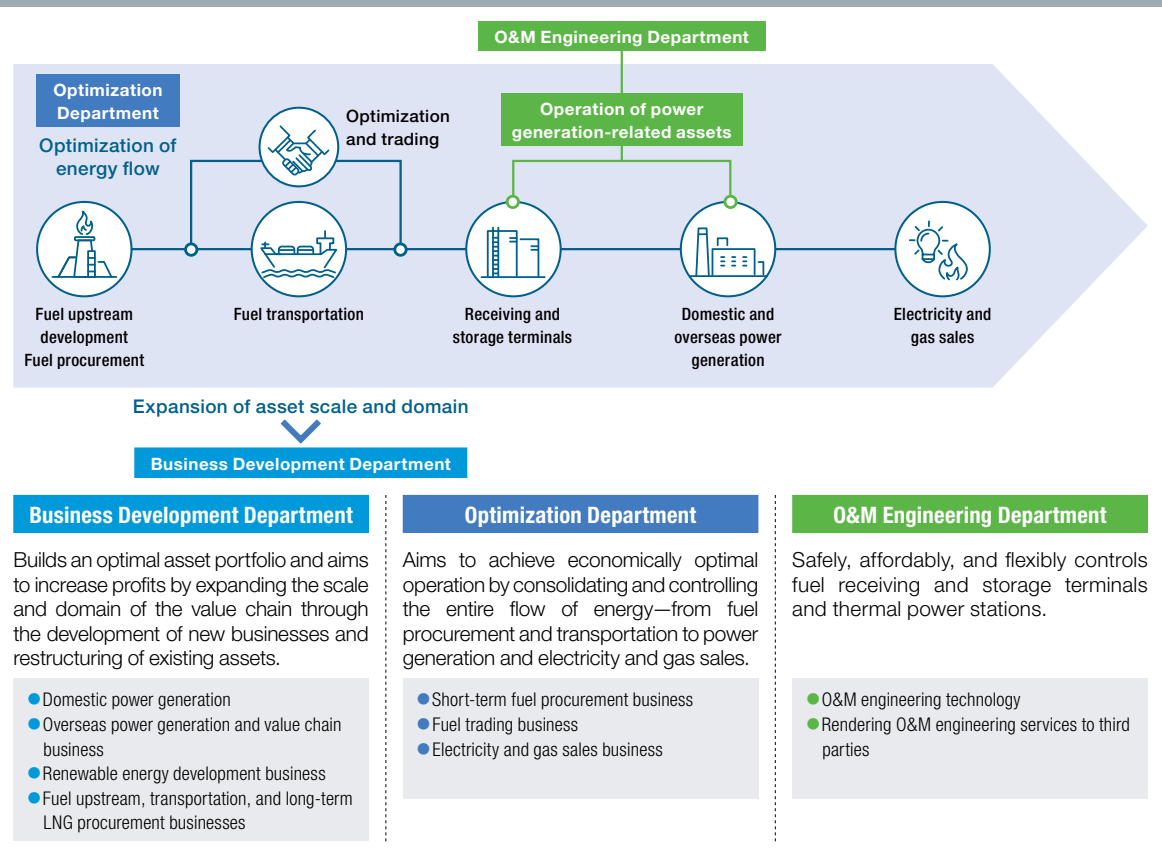 O&M Engineering Department
Optimization
Department
Optimization of
energy flow
Optimization
and trading
Operation of power
generation-related assets
Fuel upstream
development
Fuel procurement
Fuel transportation
Receiving and
storage terminals
Domestic and
overseas power
generation
Electricity and
gas sales
Expansion of asset scale and domain
Business Development Department
Business Development Department
Builds an optimal asset portfolio and aims
to increase profits by expanding the scale
and domain of the value chain through
the development of new businesses and
restructuring of existing assets.
●Domestic power generation
●Overseas power generation and value chain
business
●Renewable energy development business
●Fuel upstream, transportation, and long-term
LNG procurement businesses
Optimization Department
Aims to achieve economically optimal
operation by consolidating and controlling
the entire flow of energy—from fuel
procurement and transportation to power
generation and electricity and gas sales.
●Short-term fuel procurement business
●Fuel trading business
●Electricity and gas sales business
O&M Engineering Department
Safely, affordably, and flexibly controls
fuel receiving and storage terminals
and thermal power stations.
●O&M engineering technology
●Rendering O&M engineering services to third
parties